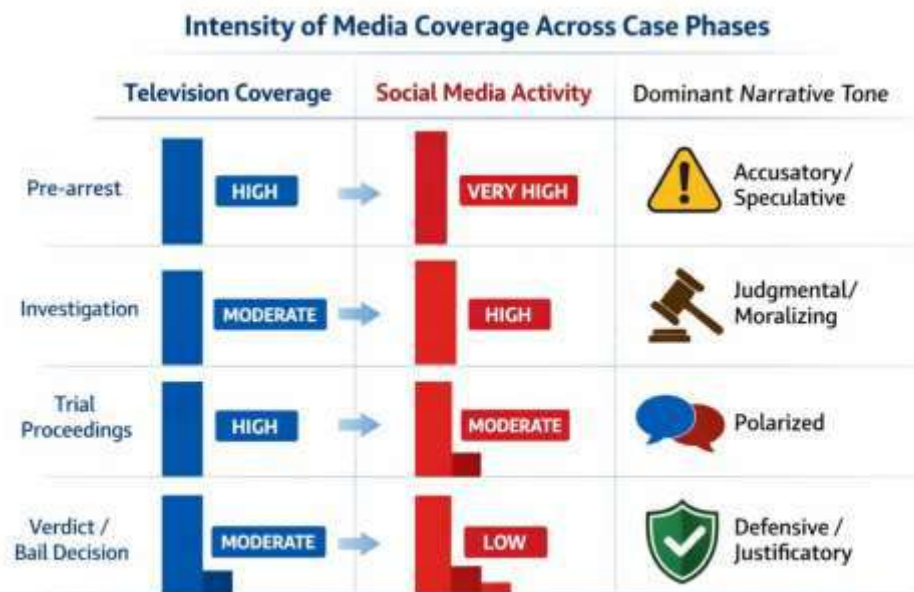 Intensity of Media Coverage Across Case Phases
Television Coverage
Social Media Activity
Dominant Narrative Tone
Pre-arrest
HIGH
VERY HIGH
Accusatory/
Speculative
Investigation
MODERATE
HIGH
Judgmental/
Moralizing
Trial
Proceedings
HIGH
MODERATE
Polarized
Verdict /
Bail Decision
MODERATE
LOW
Defensive /
Justificatory